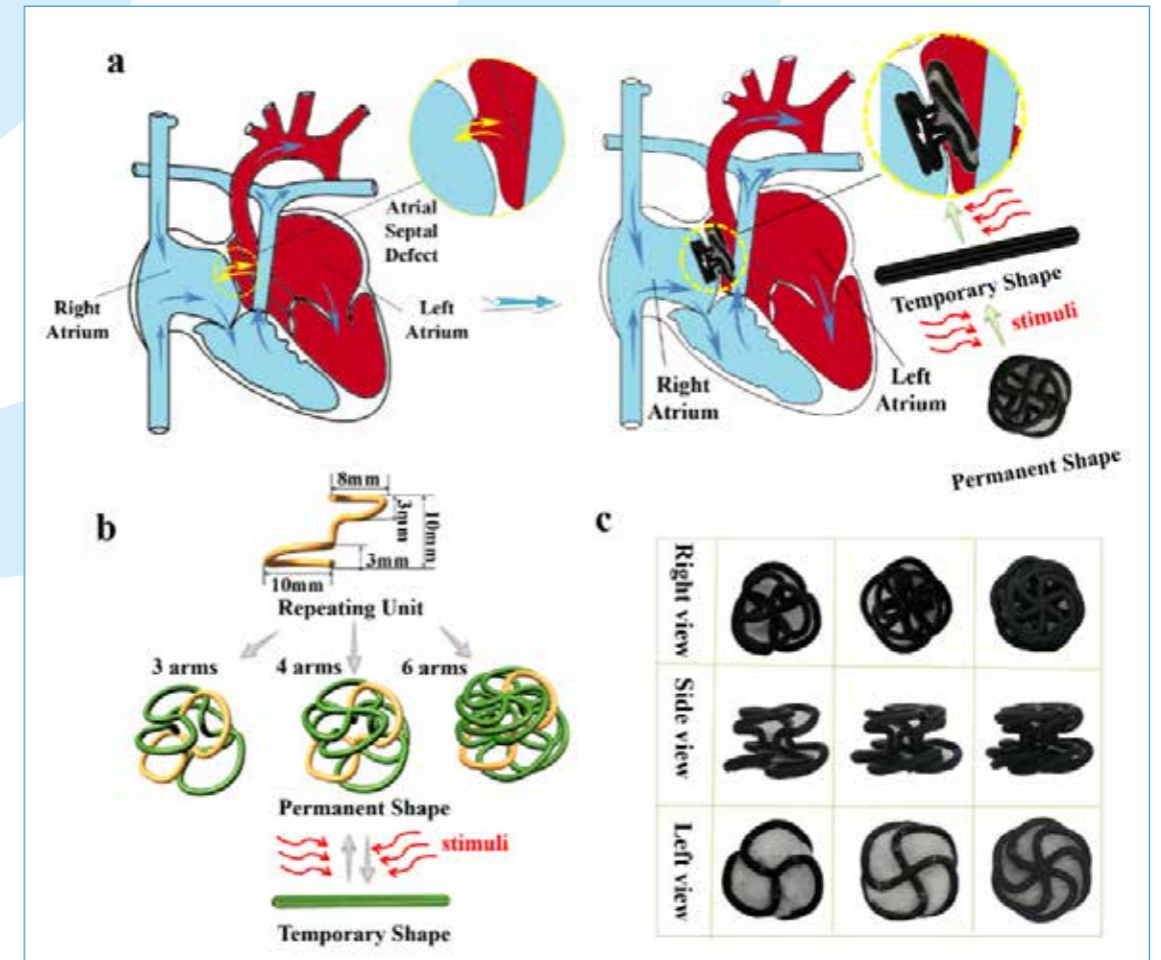 a
Atrial
Septal
Defect
Right
Atrium
Left
Atrium
Temporary Shape
stimuli
Right
Atrium
Left
Atrium
Permanent Shape
b
8mm
3mm
10mm
3mm
10mm
Repeating Unit
3 arms
4 arms
6 arms
Permanent Shape
stimuli
Temporary Shape
c
Right view
Side view
Left view